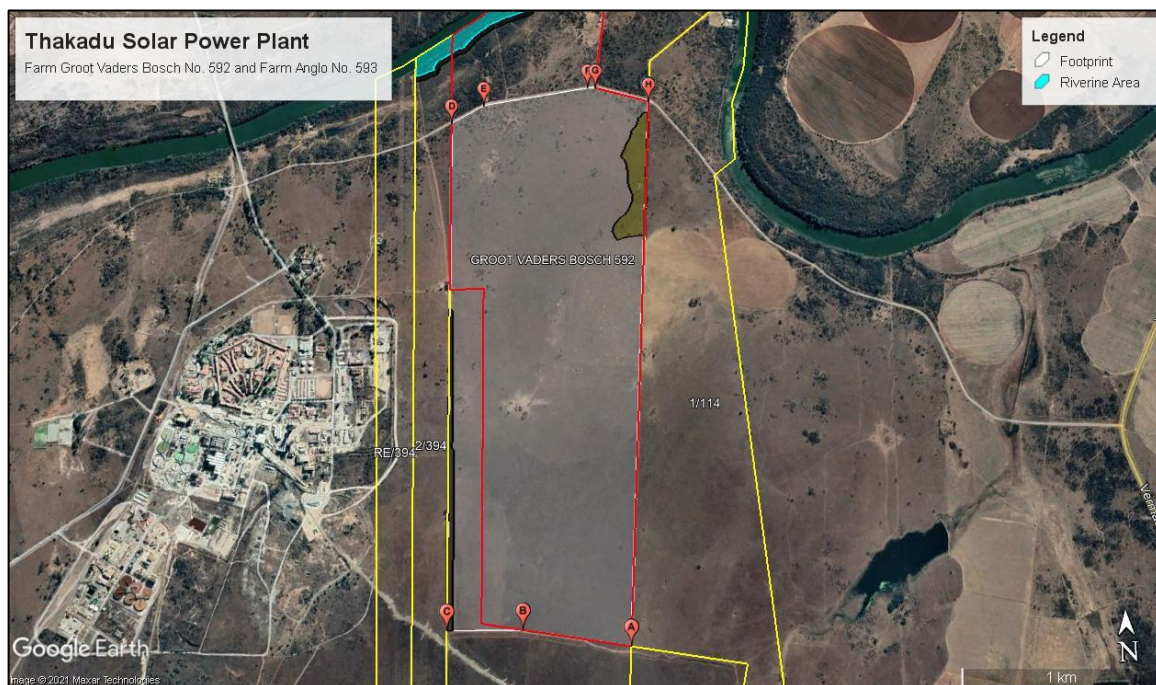 Thakadu Solar Power Plant
Farm Groot Vaders Bosch No. 592 and Farm Anglo No. 593
Legend
Footprint
Riverine Area
D
E
F
G
H
GROOT VADERS BOSCH 592
1/114
RE/394
2/394
C
B
A
Google Earth
N
1 km
Image © 2021 Maxar Technologies